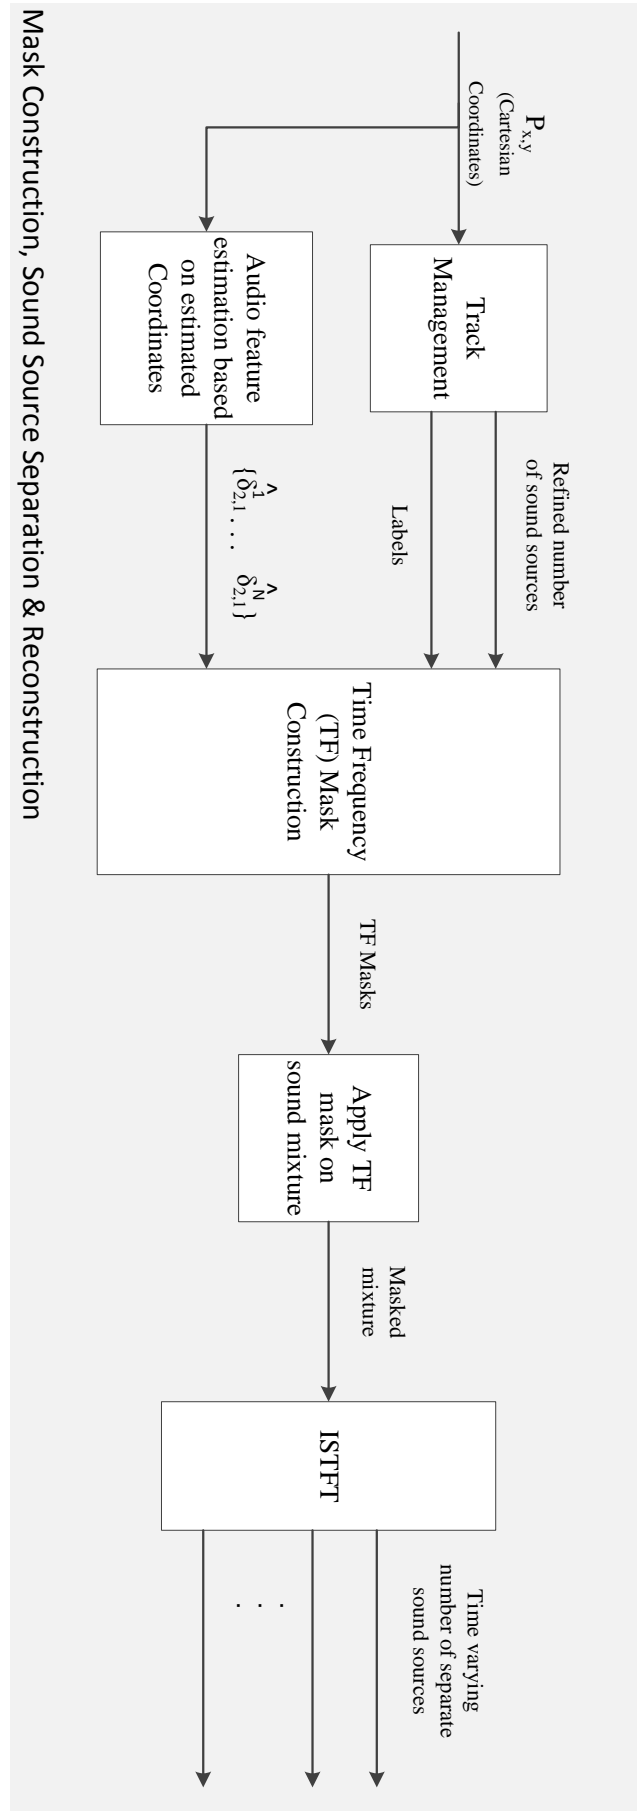 P_x,y
(Cartesian
Coordinates)
Track
Management
Refined number
of sound sources
Labels
Audio feature
estimation based
on estimated
Coordinates
{δ̂¹₂,₁ . . . δ̂ᴺ₂,₁}
Time Frequency
(TF) Mask
Construction
TF Masks
Apply TF
mask on
sound mixture
Masked
mixture
ISTFT
Time varying
number of separate
sound sources
. . .
Mask Construction, Sound Source Separation & Reconstruction